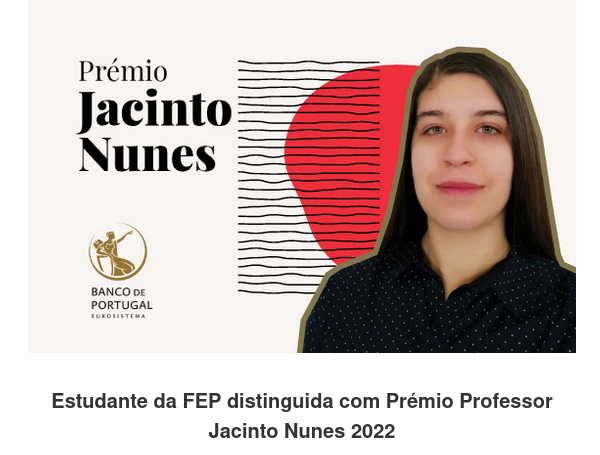 Prémio
Jacinto
Nunes
BANCO DE
PORTUGAL
EUROSISTEMA
Estudante da FEP distinguida com Prémio Professor
Jacinto Nunes 2022